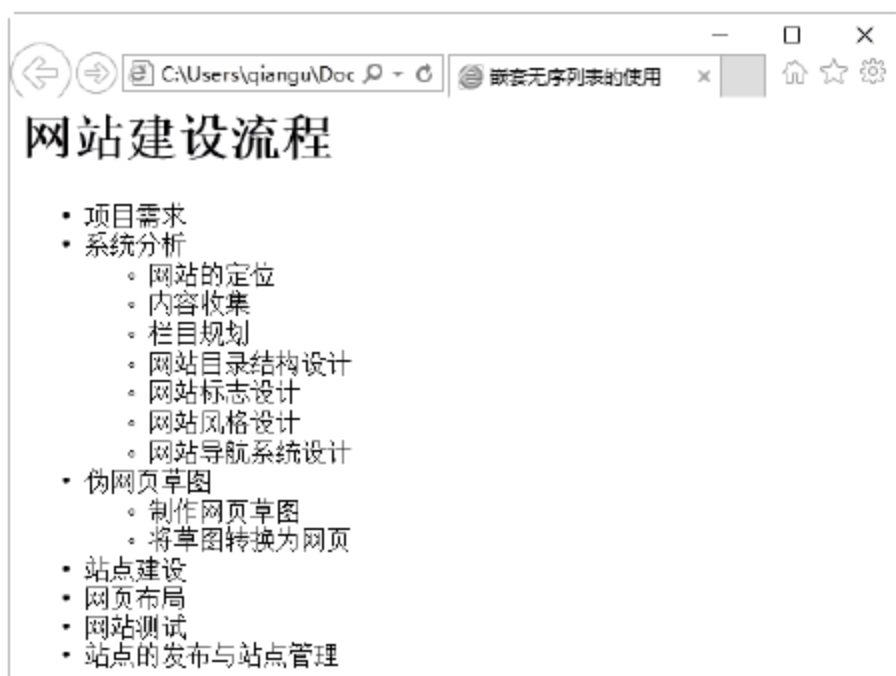 C:\Users\qiangu\Doc
嵌套无序列表的使用
网站建设流程
项目需求
系统分析
网站的定位
内容收集
栏目规划
网站目录结构设计
网站标志设计
网站风格设计
网站导航系统设计
伪网页草图
制作网页草图
将草图转换为网页
站点建设
网页布局
网站测试
站点的发布与站点管理